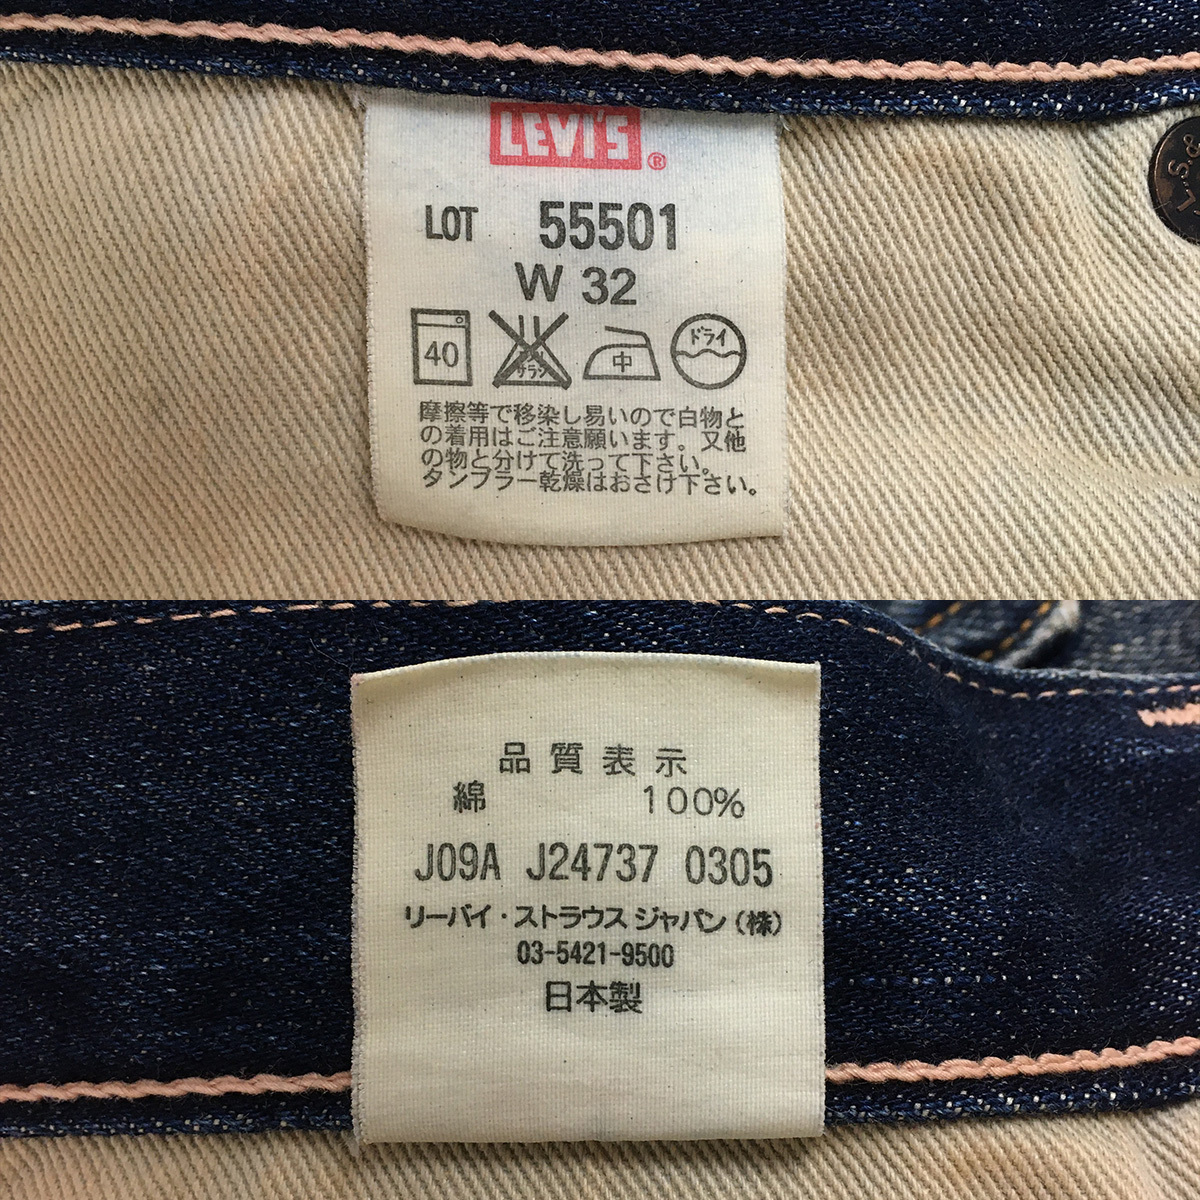 LEVI'S ®
LOT 55501
W 32
40 サラシ 中 ドライ
摩擦等で移染し易いので白物と
の着用はご注意願います。又他
の物と分けて洗って下さい。
タンブラー乾燥はおさけ下さい。
L.S.&
品質表示
綿 100%
J09A J24737 0305
リーバイ・ストラウス ジャパン(株)
03-5421-9500
日本製